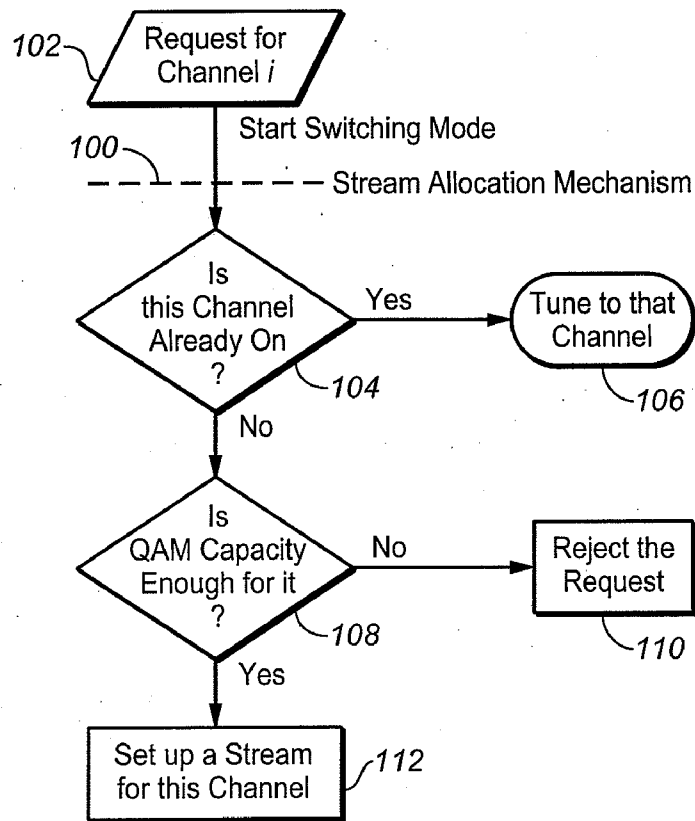 102
Request for
Channel i
Start Switching Mode
100
Stream Allocation Mechanism
Is
this Channel
Already On
?
104
Yes
Tune to that
Channel
106
No
Is
QAM Capacity
Enough for it
?
108
No
Reject the
Request
110
Yes
Set up a Stream
for this Channel
112